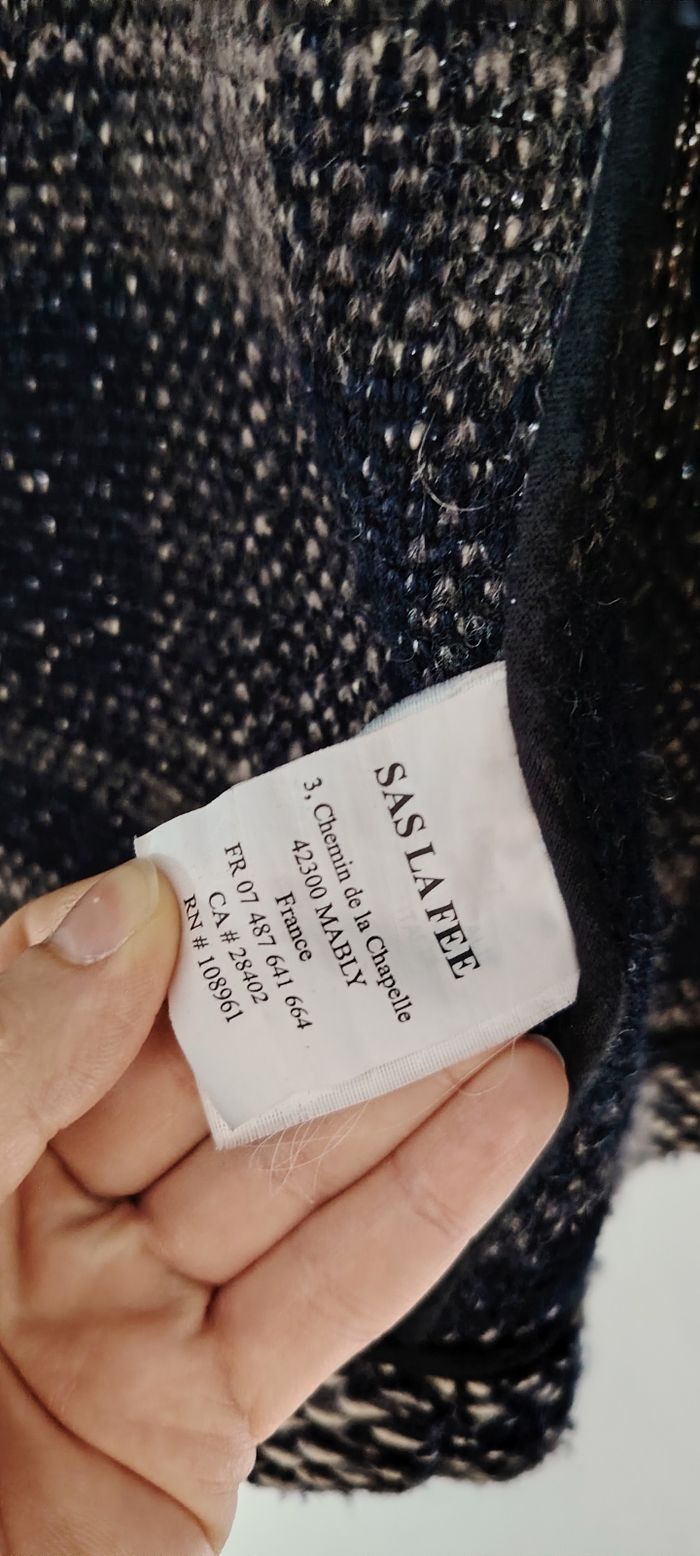 SAS LA FEE
3, Chemin de la Chapelle
42300 MABLY
France
FR 07 487 641 664
CA # 28402
RN # 108961